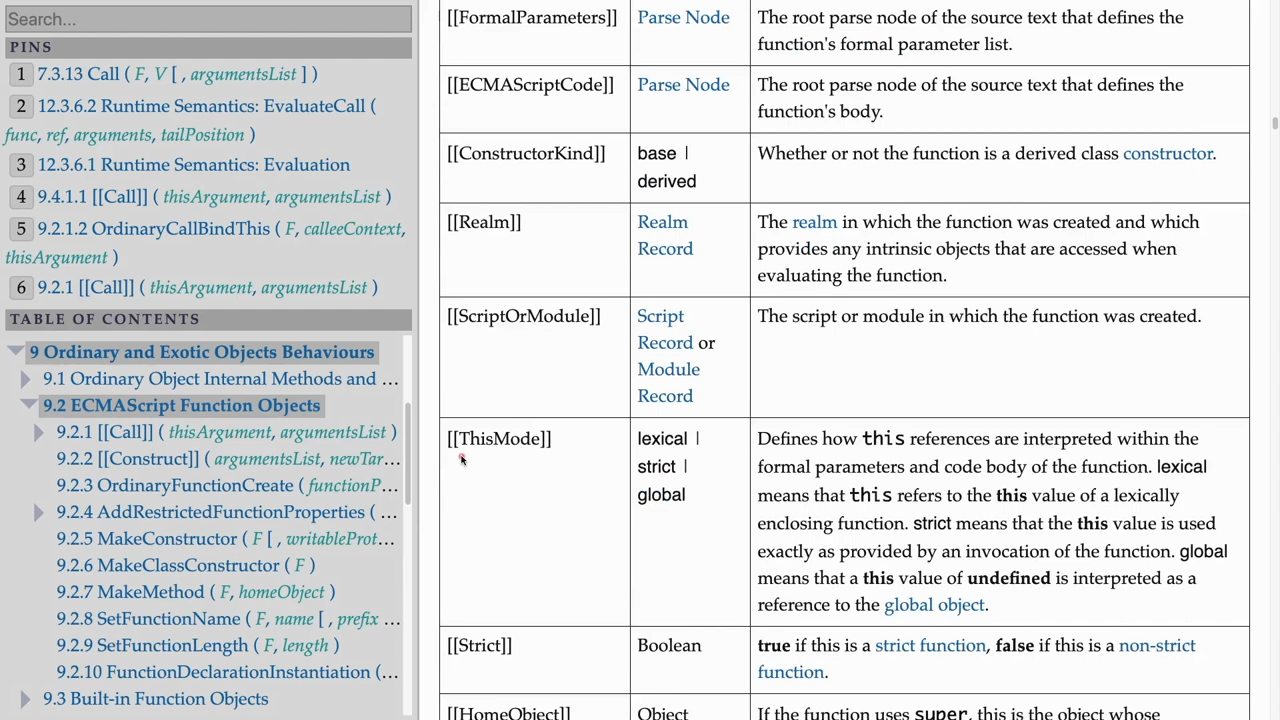 Search...
PINS
1 7.3.13 Call ( F, V [ , argumentsList ] )
2 12.3.6.2 Runtime Semantics: EvaluateCall (
func, ref, arguments, tailPosition )
3 12.3.6.1 Runtime Semantics: Evaluation
4 9.4.1.1 [[Call]] ( thisArgument, argumentsList )
5 9.2.1.2 OrdinaryCallBindThis ( F, calleeContext,
thisArgument )
6 9.2.1 [[Call]] ( thisArgument, argumentsList )
TABLE OF CONTENTS
9 Ordinary and Exotic Objects Behaviours
9.1 Ordinary Object Internal Methods and ...
9.2 ECMAScript Function Objects
9.2.1 [[Call]] ( thisArgument, argumentsList )
9.2.2 [[Construct]] ( argumentsList, newTar...
9.2.3 OrdinaryFunctionCreate ( functionP...
9.2.4 AddRestrictedFunctionProperties ( ...
9.2.5 MakeConstructor ( F [ , writableProt...
9.2.6 MakeClassConstructor ( F )
9.2.7 MakeMethod ( F, homeObject )
9.2.8 SetFunctionName ( F, name [ , prefix ...
9.2.9 SetFunctionLength ( F, length )
9.2.10 FunctionDeclarationInstantiation (...
9.3 Built-in Function Objects
[[FormalParameters]] Parse Node The root parse node of the source text that defines the
function's formal parameter list.
[[ECMAScriptCode]] Parse Node The root parse node of the source text that defines the
function's body.
[[ConstructorKind]] base | Whether or not the function is a derived class constructor.
derived
[[Realm]] Realm The realm in which the function was created and which
Record provides any intrinsic objects that are accessed when
evaluating the function.
[[ScriptOrModule]] Script The script or module in which the function was created.
Record or
Module
Record
[[ThisMode]] lexical | Defines how this references are interpreted within the
strict | formal parameters and code body of the function. lexical
global means that this refers to the this value of a lexically
enclosing function. strict means that the this value is used
exactly as provided by an invocation of the function. global
means that a this value of undefined is interpreted as a
reference to the global object.
[[Strict]] Boolean true if this is a strict function, false if this is a non-strict
function.
[[HomeObject]] Object If the function uses super, this is the object whose